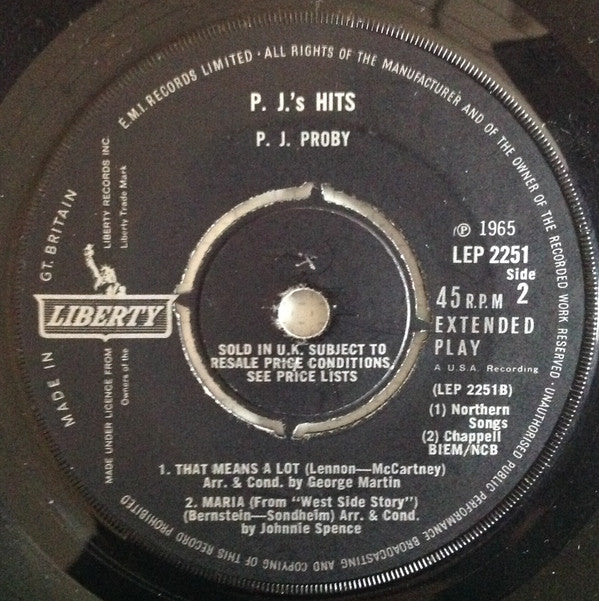 E.M.I. RECORDS LIMITED · ALL RIGHTS OF THE MANUFACTURER AND OF THE OWNER OF THE RECORDED WORK RESERVED · UNAUTHORISED PUBLIC PERFORMANCE BROADCASTING AND COPYING OF THIS RECORD PROHIBITED
MADE IN GT. BRITAIN
P. J.'s HITS
P. J. PROBY
MADE UNDER LICENCE FROM LIBERTY RECORDS INC
Owners of the Liberty Trade Mark
LIBERTY
℗ 1965
LEP 2251
Side 2
45 R.P.M
EXTENDED
PLAY
A U.S.A. Recording
(LEP 2251B)
(1) Northern
Songs
(2) Chappell
BIEM/NCB
SOLD IN U.K. SUBJECT TO
RESALE PRICE CONDITIONS,
SEE PRICE LISTS
1. THAT MEANS A LOT (Lennon—McCartney)
Arr. & Cond. by George Martin
2. MARIA (From "West Side Story")
(Bernstein—Sondheim) Arr. & Cond.
by Johnnie Spence